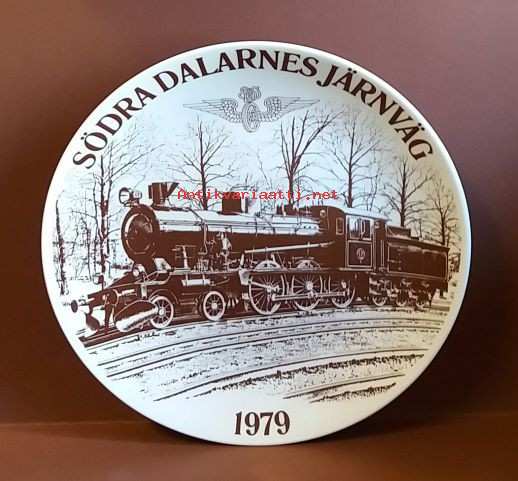 SÖDRA DALARNES JÄRNVÄG
Antikvariaatti.net
1979